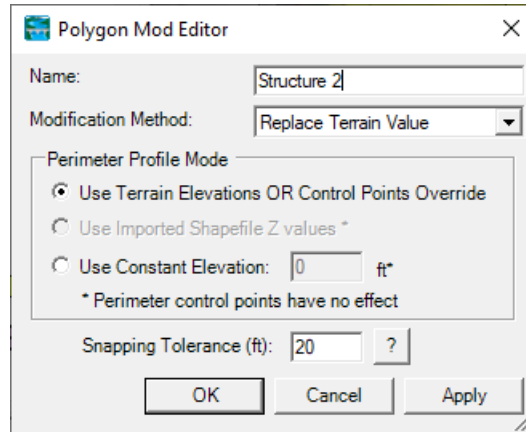 Polygon Mod Editor
Name: Structure 2
Modification Method: Replace Terrain Value
Perimeter Profile Mode
Use Terrain Elevations OR Control Points Override
Use Imported Shapefile Z values *
Use Constant Elevation: 0 ft*
* Perimeter control points have no effect
Snapping Tolerance (ft): 20 ?
OK Cancel Apply